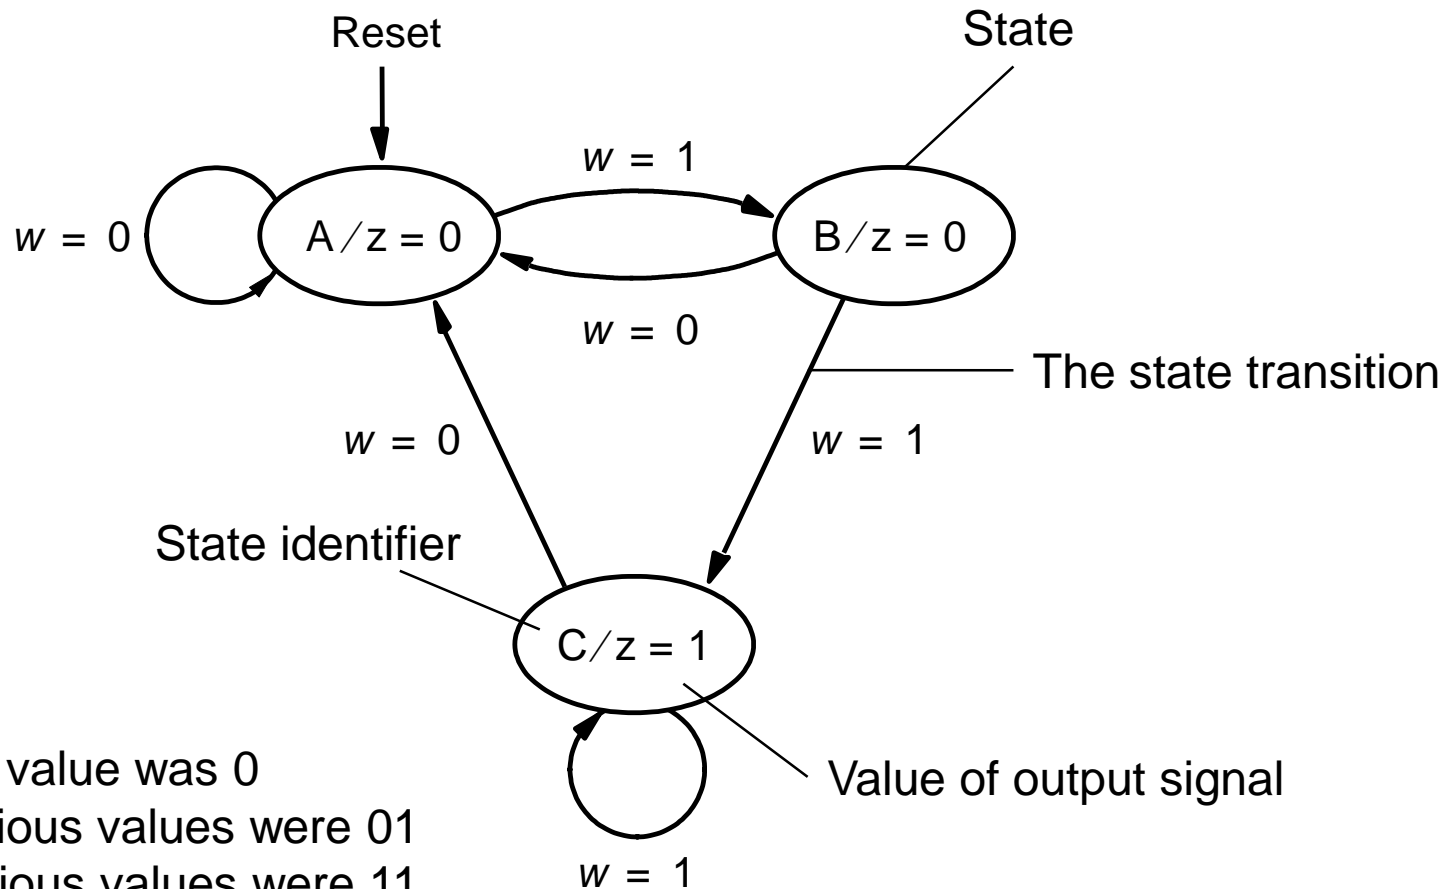 Reset
State
w = 1
w = 0
A/z = 0
B/z = 0
w = 0
The state transition
w = 0
w = 1
State identifier
C/z = 1
value was 0
Value of output signal
ious values were 01
w = 1
ious values were 11